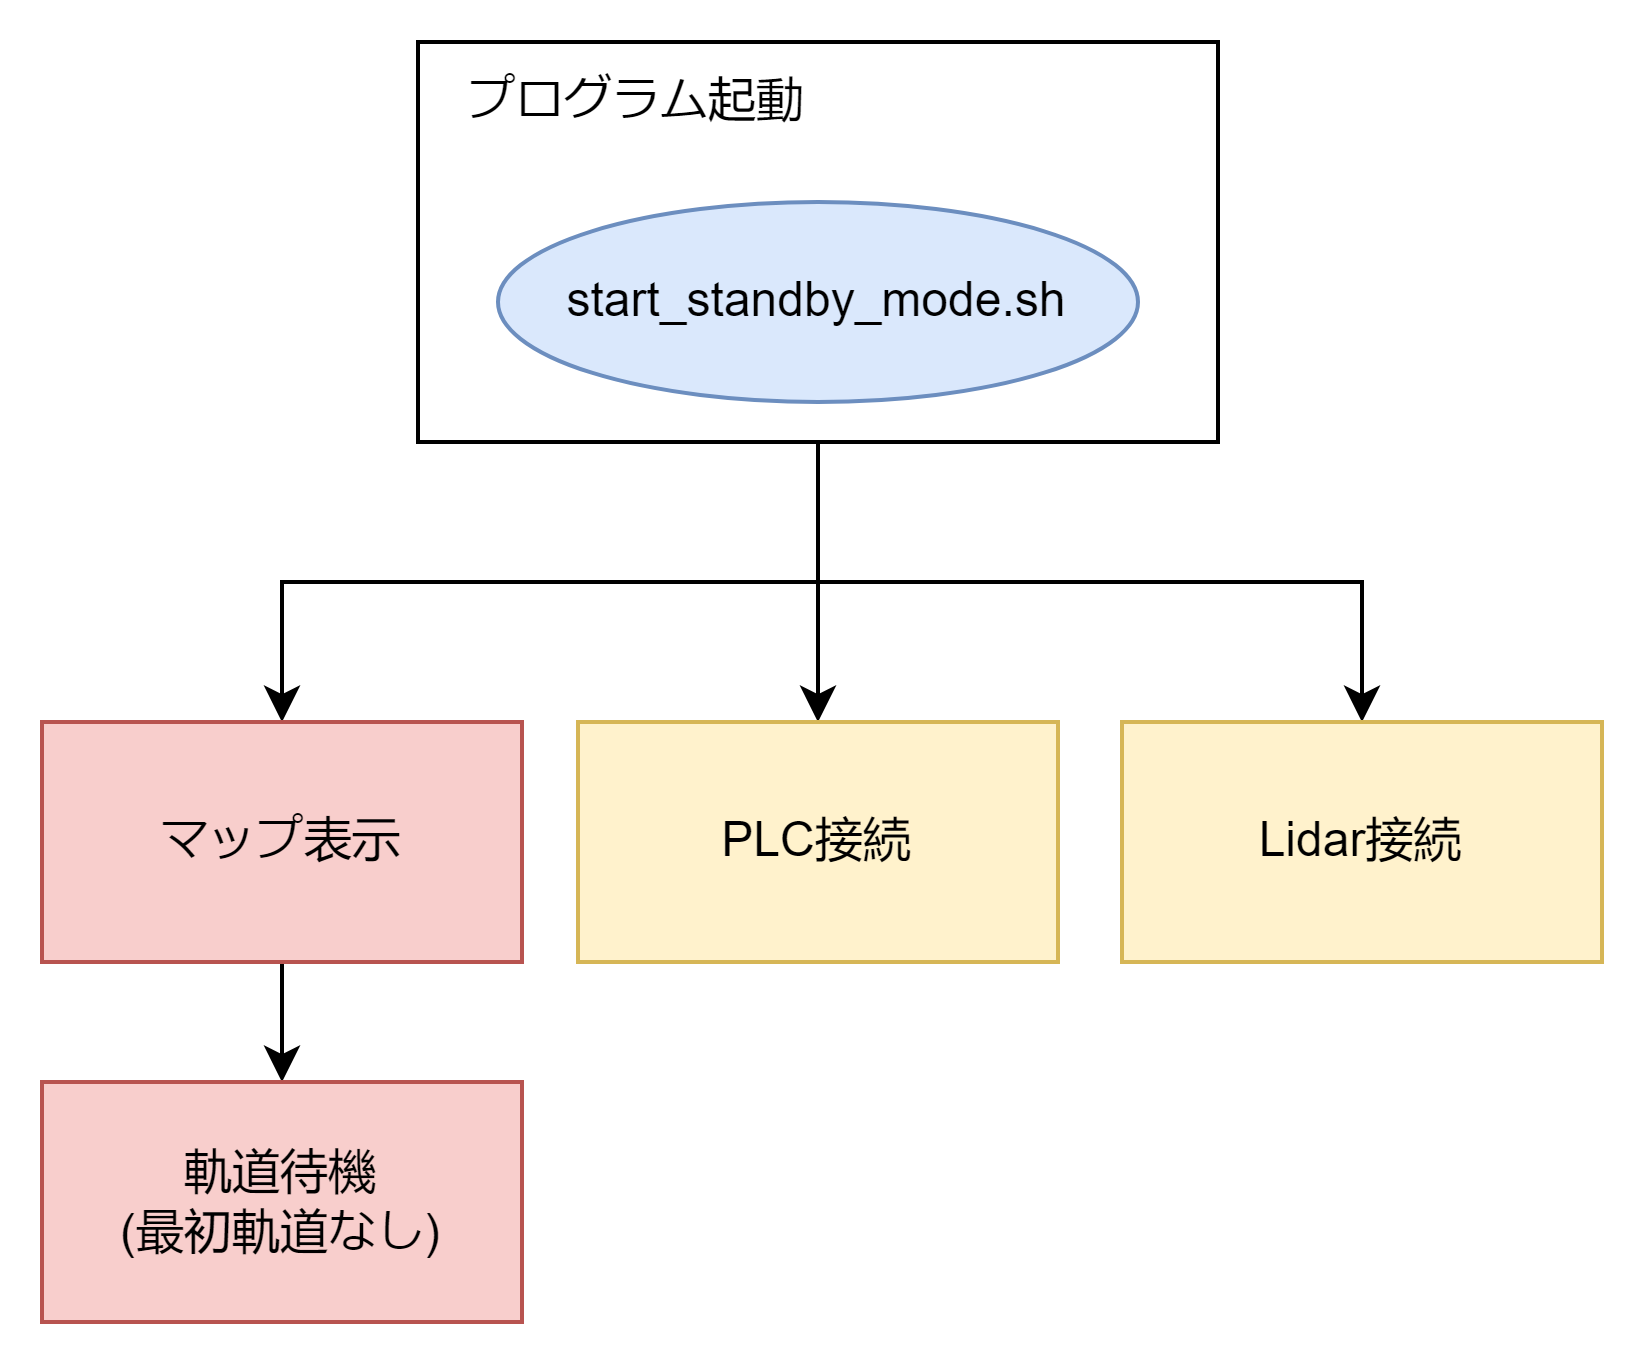 プログラム起動
start_standby_mode.sh
マップ表示
PLC接続
Lidar接続
軌道待機
(最初軌道なし)